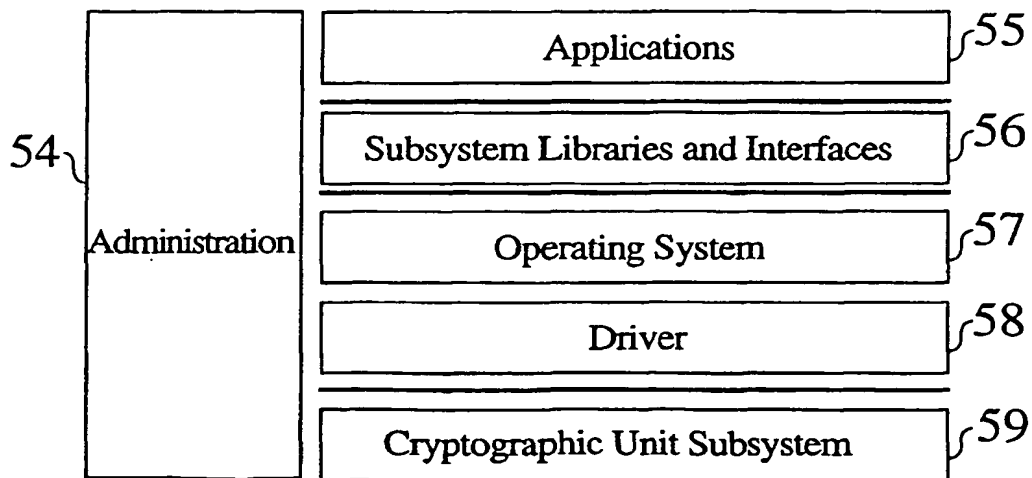 Applications 55
Subsystem Libraries and Interfaces 56
54
Administration
Operating System 57
Driver 58
Cryptographic Unit Subsystem 59